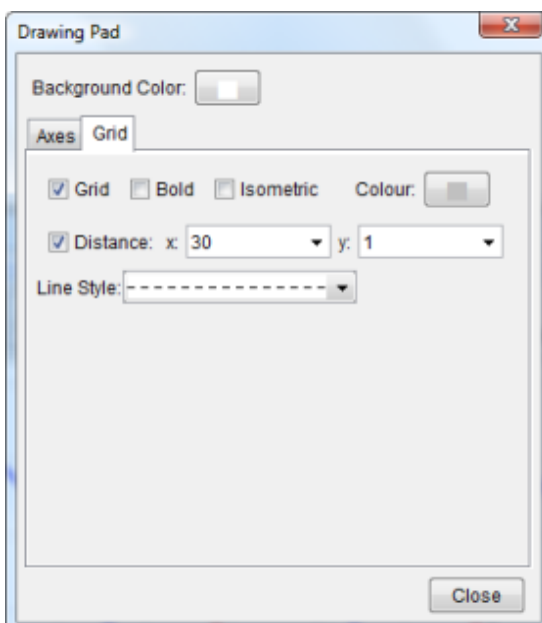 Drawing Pad
Background Color:
Axes Grid
Grid Bold Isometric Colour:
Distance: x: 30 y: 1
Line Style:
Close